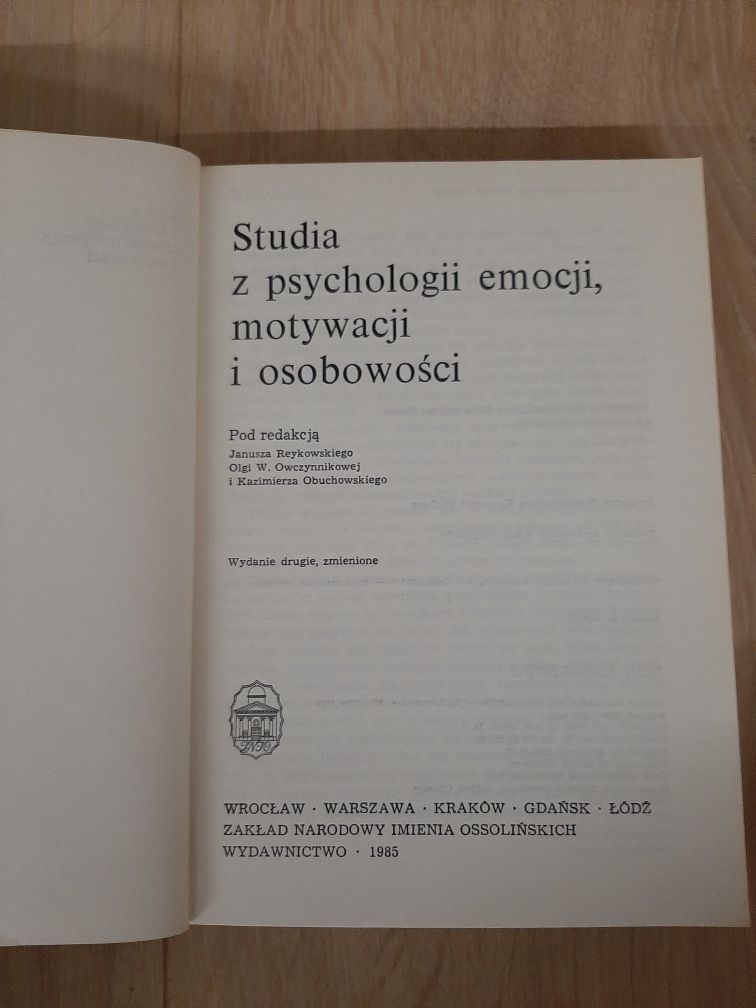 Studia
z psychologii emocji,
motywacji
i osobowości
Pod redakcją
Janusza Reykowskiego
Olgi W. Owczynnikowej
i Kazimierza Obuchowskiego
Wydanie drugie, zmienione
WROCŁAW · WARSZAWA · KRAKÓW · GDAŃSK · ŁÓDŹ
ZAKŁAD NARODOWY IMIENIA OSSOLIŃSKICH
WYDAWNICTWO · 1985